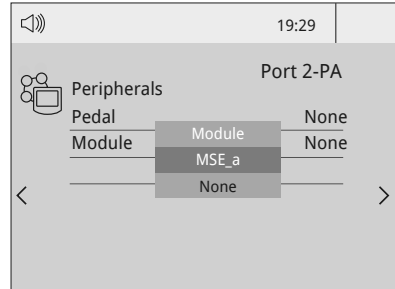 19:29
Port 2-PA
Peripherals
Pedal None
Module None
Module
MSE_a
None